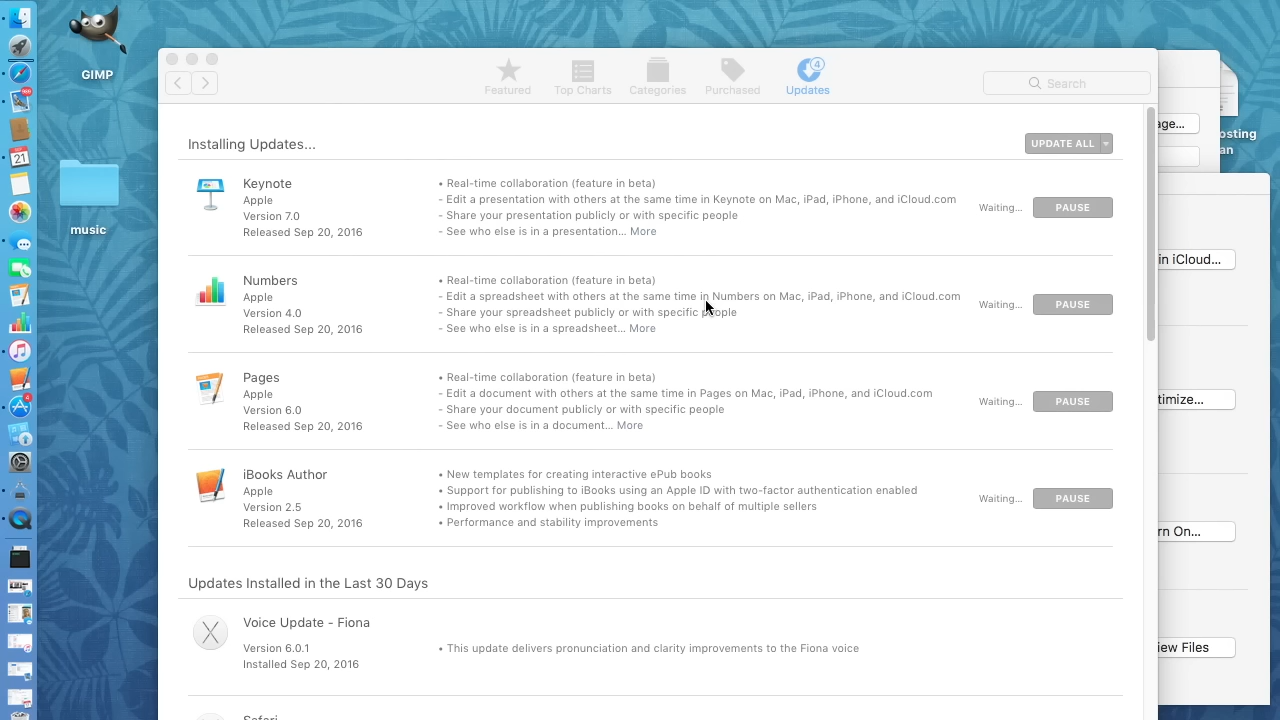 GIMP
music
Featured
Top Charts
Categories
Purchased
4
Updates
Search
Installing Updates...
UPDATE ALL
Keynote
Apple
Version 7.0
Released Sep 20, 2016
• Real-time collaboration (feature in beta)
- Edit a presentation with others at the same time in Keynote on Mac, iPad, iPhone, and iCloud.com
- Share your presentation publicly or with specific people
- See who else is in a presentation... More
Waiting...
PAUSE
Numbers
Apple
Version 4.0
Released Sep 20, 2016
• Real-time collaboration (feature in beta)
- Edit a spreadsheet with others at the same time in Numbers on Mac, iPad, iPhone, and iCloud.com
- Share your spreadsheet publicly or with specific people
- See who else is in a spreadsheet... More
Waiting...
PAUSE
Pages
Apple
Version 6.0
Released Sep 20, 2016
• Real-time collaboration (feature in beta)
- Edit a document with others at the same time in Pages on Mac, iPad, iPhone, and iCloud.com
- Share your document publicly or with specific people
- See who else is in a document... More
Waiting...
PAUSE
iBooks Author
Apple
Version 2.5
Released Sep 20, 2016
• New templates for creating interactive ePub books
• Support for publishing to iBooks using an Apple ID with two-factor authentication enabled
• Improved workflow when publishing books on behalf of multiple sellers
• Performance and stability improvements
Waiting...
PAUSE
Updates Installed in the Last 30 Days
Voice Update - Fiona
Version 6.0.1
Installed Sep 20, 2016
• This update delivers pronunciation and clarity improvements to the Fiona voice
Safari
age...
osting
an
in iCloud...
timize...
rn On...
iew Files
21